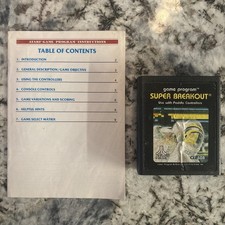 ATARI GAME PROGRAM INSTRUCTIONS
TABLE OF CONTENTS
1. INTRODUCTION
2. GENERAL DESCRIPTION/GAME OBJECTIVE
3. USING THE CONTROLLERS
4. CONSOLE CONTROLS
5. GAME VARIATIONS AND SCORING
6. HELPFUL HINTS
7. GAME SELECT MATRIX
game program™
SUPER BREAKOUT
Use with Paddle Controllers